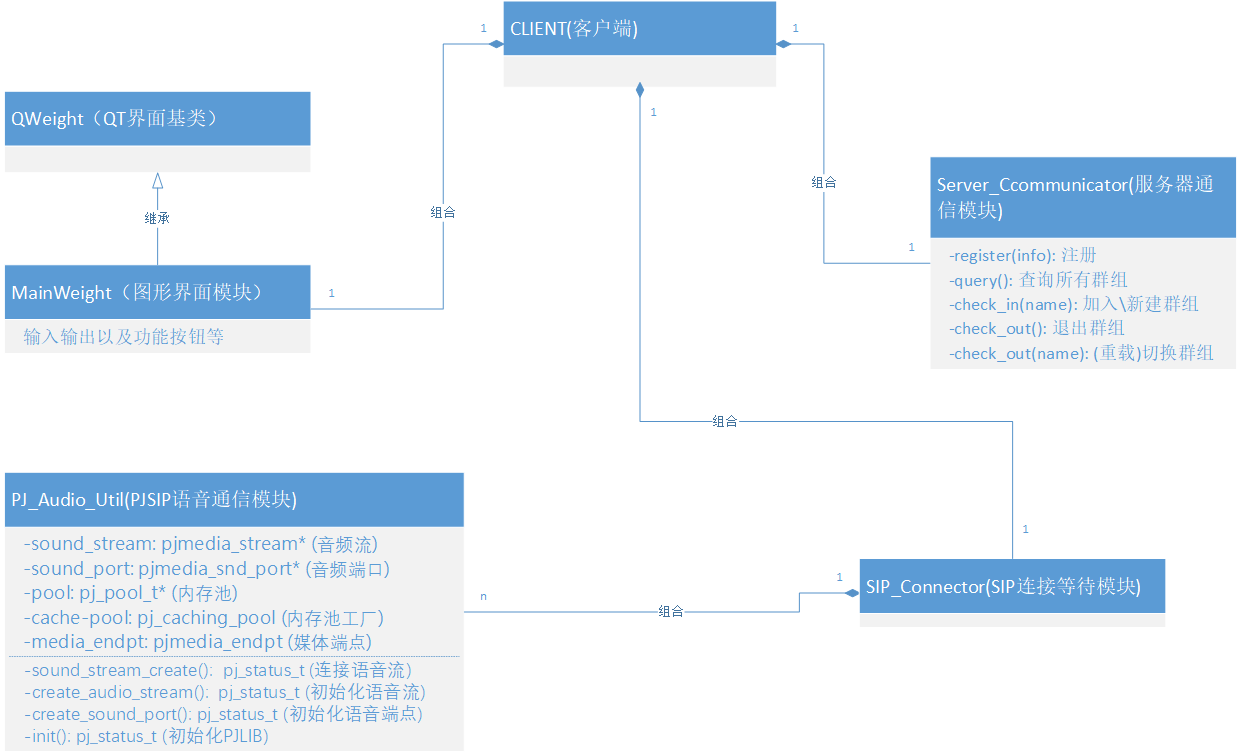 CLIENT(客户端)
1
1
1
QWeight（QT界面基类）
继承
组合
组合
MainWeight（图形界面模块）
输入输出以及功能按钮等
1
Server_Ccommunicator(服务器通
信模块)
1
-register(info): 注册
-query(): 查询所有群组
-check_in(name): 加入\新建群组
-check_out(): 退出群组
-check_out(name): (重载)切换群组
组合
PJ_Audio_Util(PJSIP语音通信模块)
-sound_stream: pjmedia_stream* (音频流)
-sound_port: pjmedia_snd_port* (音频端口)
-pool: pj_pool_t* (内存池)
-cache-pool: pj_caching_pool (内存池工厂)
-media_endpt: pjmedia_endpt (媒体端点)
-sound_stream_create(): pj_status_t (连接语音流)
-create_audio_stream(): pj_status_t (初始化语音流)
-create_sound_port(): pj_status_t (初始化语音端点)
-init(): pj_status_t (初始化PJLIB)
n
组合
1
1
SIP_Connector(SIP连接等待模块)